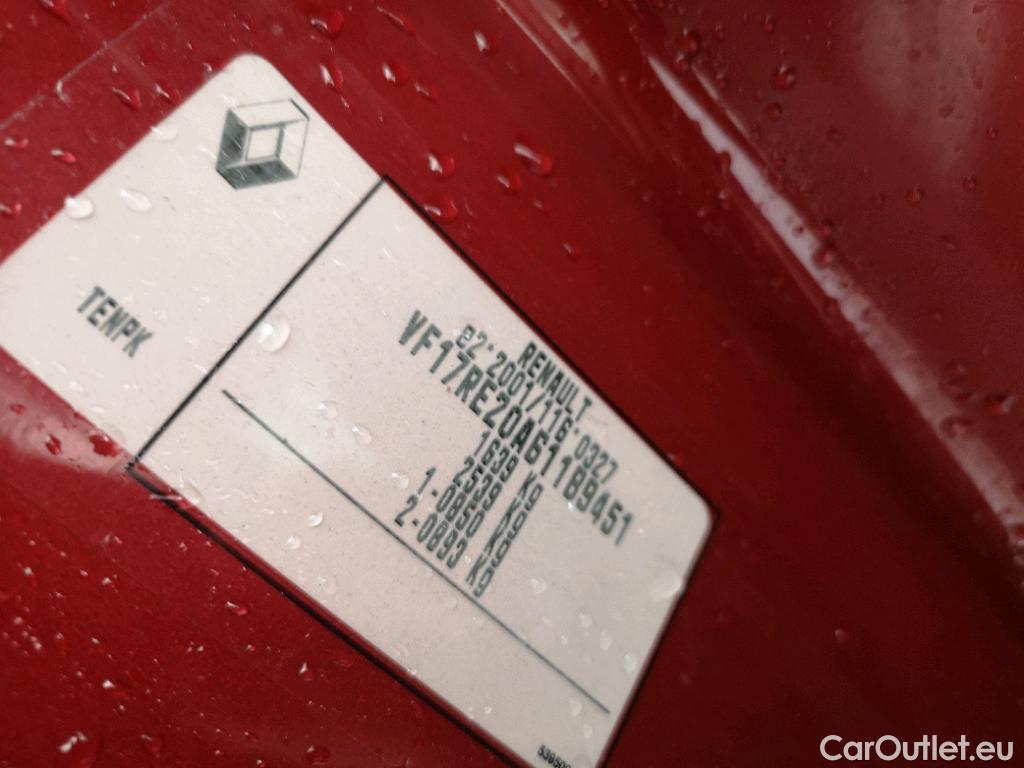 TENPK
RENAULT
e2*2001/116*0327
VF17RE20A61189451
1639 Kg
2539 Kg
1-0850 Kg
2-0893 Kg
CarOutlet.eu